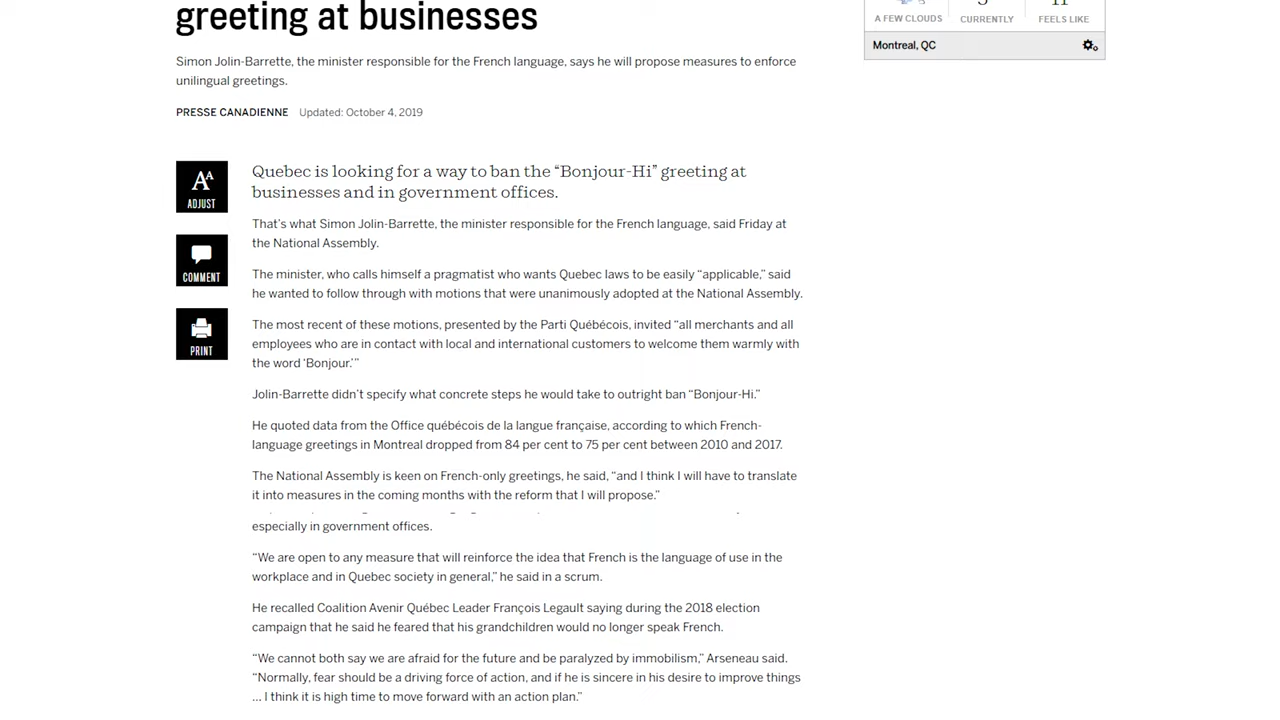 greeting at businesses
Simon Jolin-Barrette, the minister responsible for the French language, says he will propose measures to enforce
unilingual greetings.
PRESSE CANADIENNE Updated: October 4, 2019
A FEW CLOUDS CURRENTLY FEELS LIKE
Montreal, QC
AA ADJUST
COMMENT
PRINT
Quebec is looking for a way to ban the “Bonjour-Hi” greeting at
businesses and in government offices.
That’s what Simon Jolin-Barrette, the minister responsible for the French language, said Friday at
the National Assembly.
The minister, who calls himself a pragmatist who wants Quebec laws to be easily “applicable,” said
he wanted to follow through with motions that were unanimously adopted at the National Assembly.
The most recent of these motions, presented by the Parti Québécois, invited “all merchants and all
employees who are in contact with local and international customers to welcome them warmly with
the word ‘Bonjour.’”
Jolin-Barrette didn’t specify what concrete steps he would take to outright ban “Bonjour-Hi.”
He quoted data from the Office québécois de la langue française, according to which French-
language greetings in Montreal dropped from 84 per cent to 75 per cent between 2010 and 2017.
The National Assembly is keen on French-only greetings, he said, “and I think I will have to translate
it into measures in the coming months with the reform that I will propose.”
especially in government offices.
“We are open to any measure that will reinforce the idea that French is the language of use in the
workplace and in Quebec society in general,” he said in a scrum.
He recalled Coalition Avenir Québec Leader François Legault saying during the 2018 election
campaign that he said he feared that his grandchildren would no longer speak French.
“We cannot both say we are afraid for the future and be paralyzed by immobilism,” Arseneau said.
“Normally, fear should be a driving force of action, and if he is sincere in his desire to improve things
... I think it is high time to move forward with an action plan.”